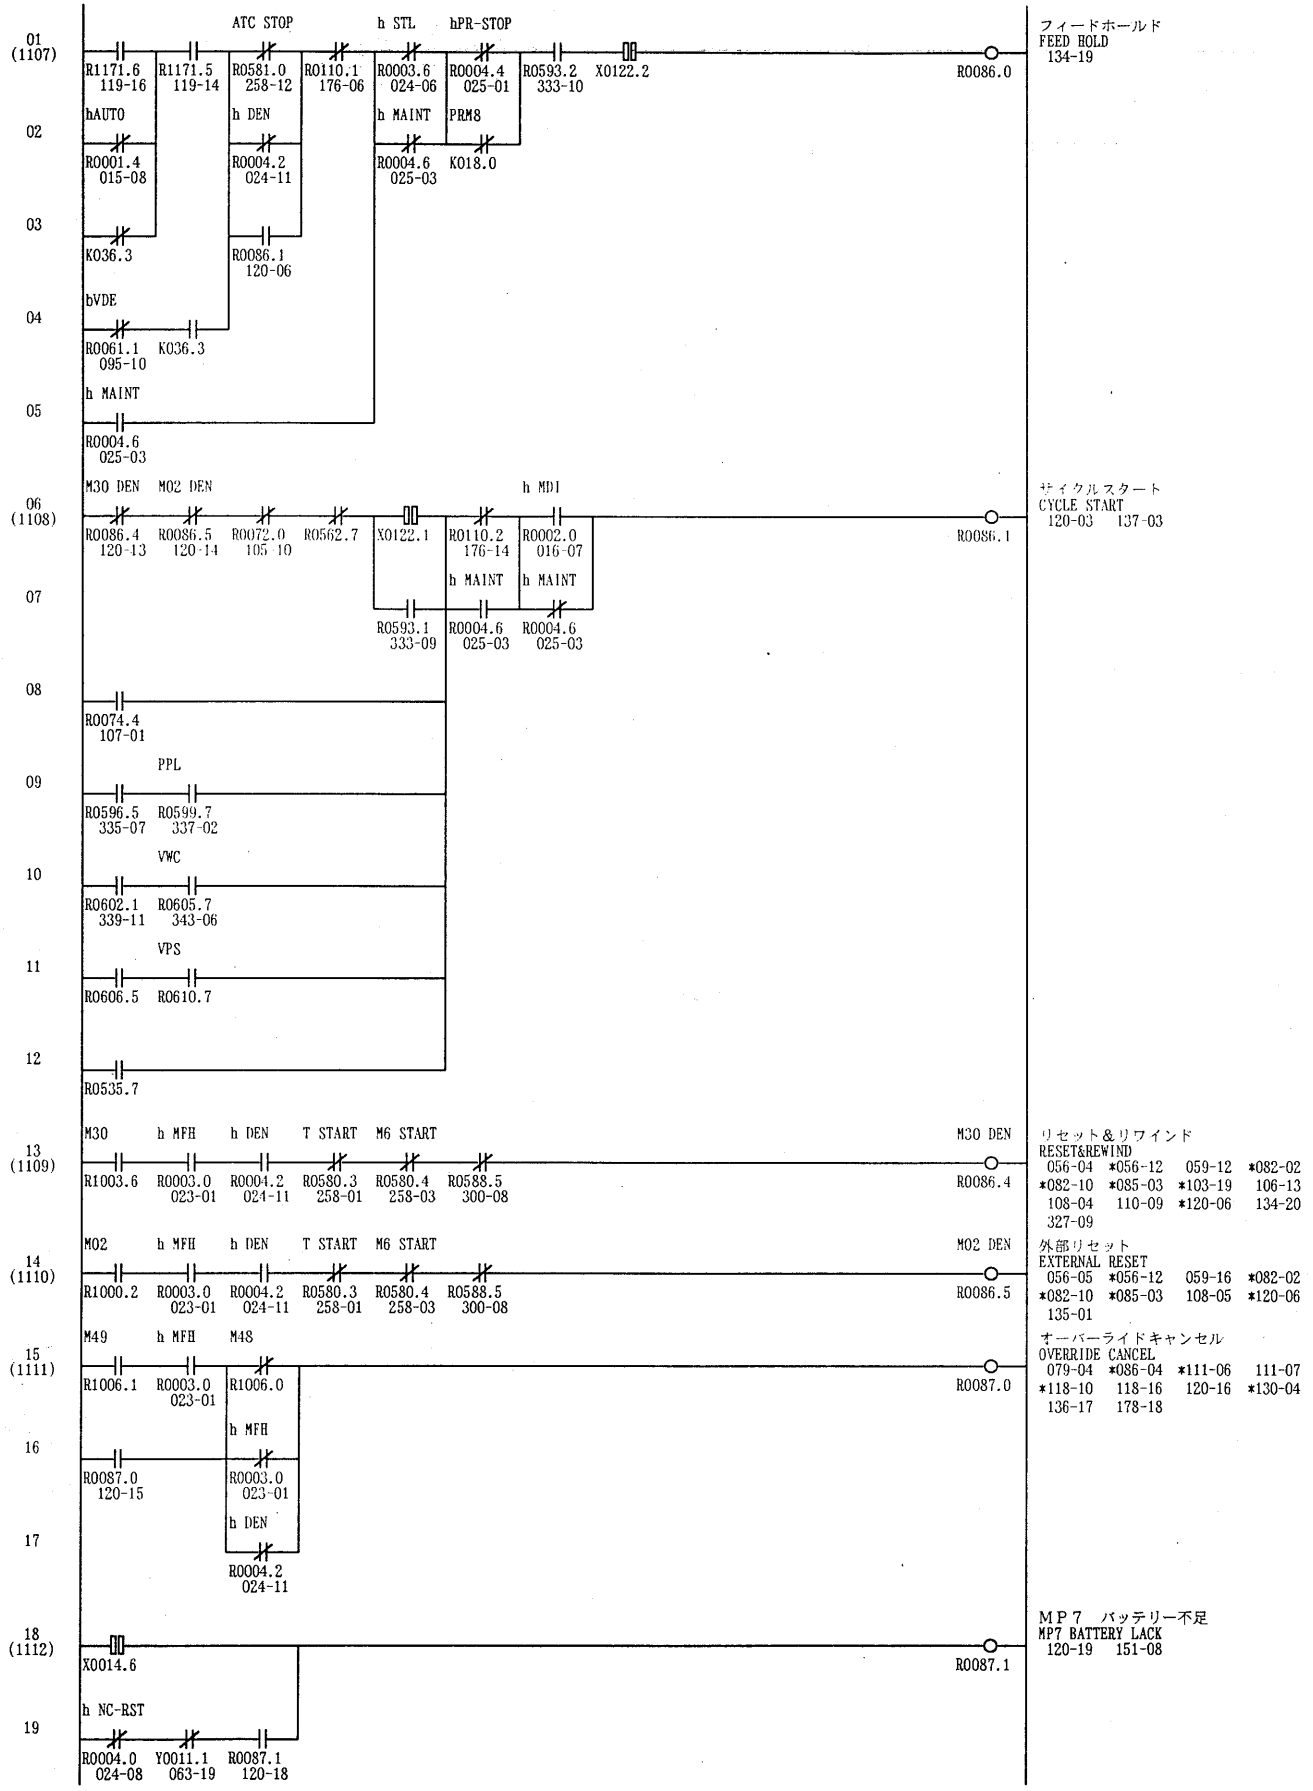 ATC STOP h STL hPR-STOP
01
(1107)
R1171.6 R1171.5 R0581.0 R0110.1 R0003.6 R0004.4 R0593.2 X0122.2 R0086.0
119-16 119-14 258-12 176-06 024-06 025-01 333-10
フィードホールド
FEED HOLD
134-19
hAUTO h DEN h MAINT PRM8
02
R0001.4 R0004.2 R0004.6 K018.0
015-08 024-11 025-03
03
K036.3 R0086.1
120-06
bVDE
04
R0061.1 K036.3
095-10
h MAINT
05
R0004.6
025-03
M30 DEN M02 DEN h MDI
06
(1108)
R0086.4 R0086.5 R0072.0 R0562.7 X0122.1 R0110.2 R0002.0 R0086.1
120-13 120-14 105-10 176-14 016-07
サイクルスタート
CYCLE START
120-03 137-03
h MAINT h MAINT
07
R0593.1 R0004.6 R0004.6
333-09 025-03 025-03
08
R0074.4
107-01
PPL
09
R0596.5 R0599.7
335-07 337-02
VWC
10
R0602.1 R0605.7
339-11 343-06
VPS
11
R0606.5 R0610.7
12
R0535.7
M30 h MFH h DEN T START M6 START M30 DEN
13
(1109)
R1003.6 R0003.0 R0004.2 R0580.3 R0580.4 R0588.5 R0086.4
023-01 024-11 258-01 258-03 300-08
リセット&リワインド
RESET&REWIND
056-04 *056-12 059-12 *082-02
*082-10 *085-03 *103-19 106-13
108-04 110-09 *120-06 134-20
327-09
M02 h MFH h DEN T START M6 START M02 DEN
14
(1110)
R1000.2 R0003.0 R0004.2 R0580.3 R0580.4 R0588.5 R0086.5
023-01 024-11 258-01 258-03 300-08
外部リセット
EXTERNAL RESET
056-05 *056-12 059-16 *082-02
*082-10 *085-03 108-05 *120-06
135-01
M49 h MFH M48
15
(1111)
R1006.1 R0003.0 R1006.0 R0087.0
023-01
オーバーライドキャンセル
OVERRIDE CANCEL
079-04 *086-04 *111-06 111-07
*118-10 118-16 120-16 *130-04
136-17 178-18
h MFH
16
R0087.0 R0003.0
120-15 023-01
h DEN
17
R0004.2
024-11
18
(1112)
X0014.6 R0087.1
MP7 バッテリー不足
MP7 BATTERY LACK
120-19 151-08
h NC-RST
19
R0004.0 Y0011.1 R0087.1
024-08 063-19 120-18